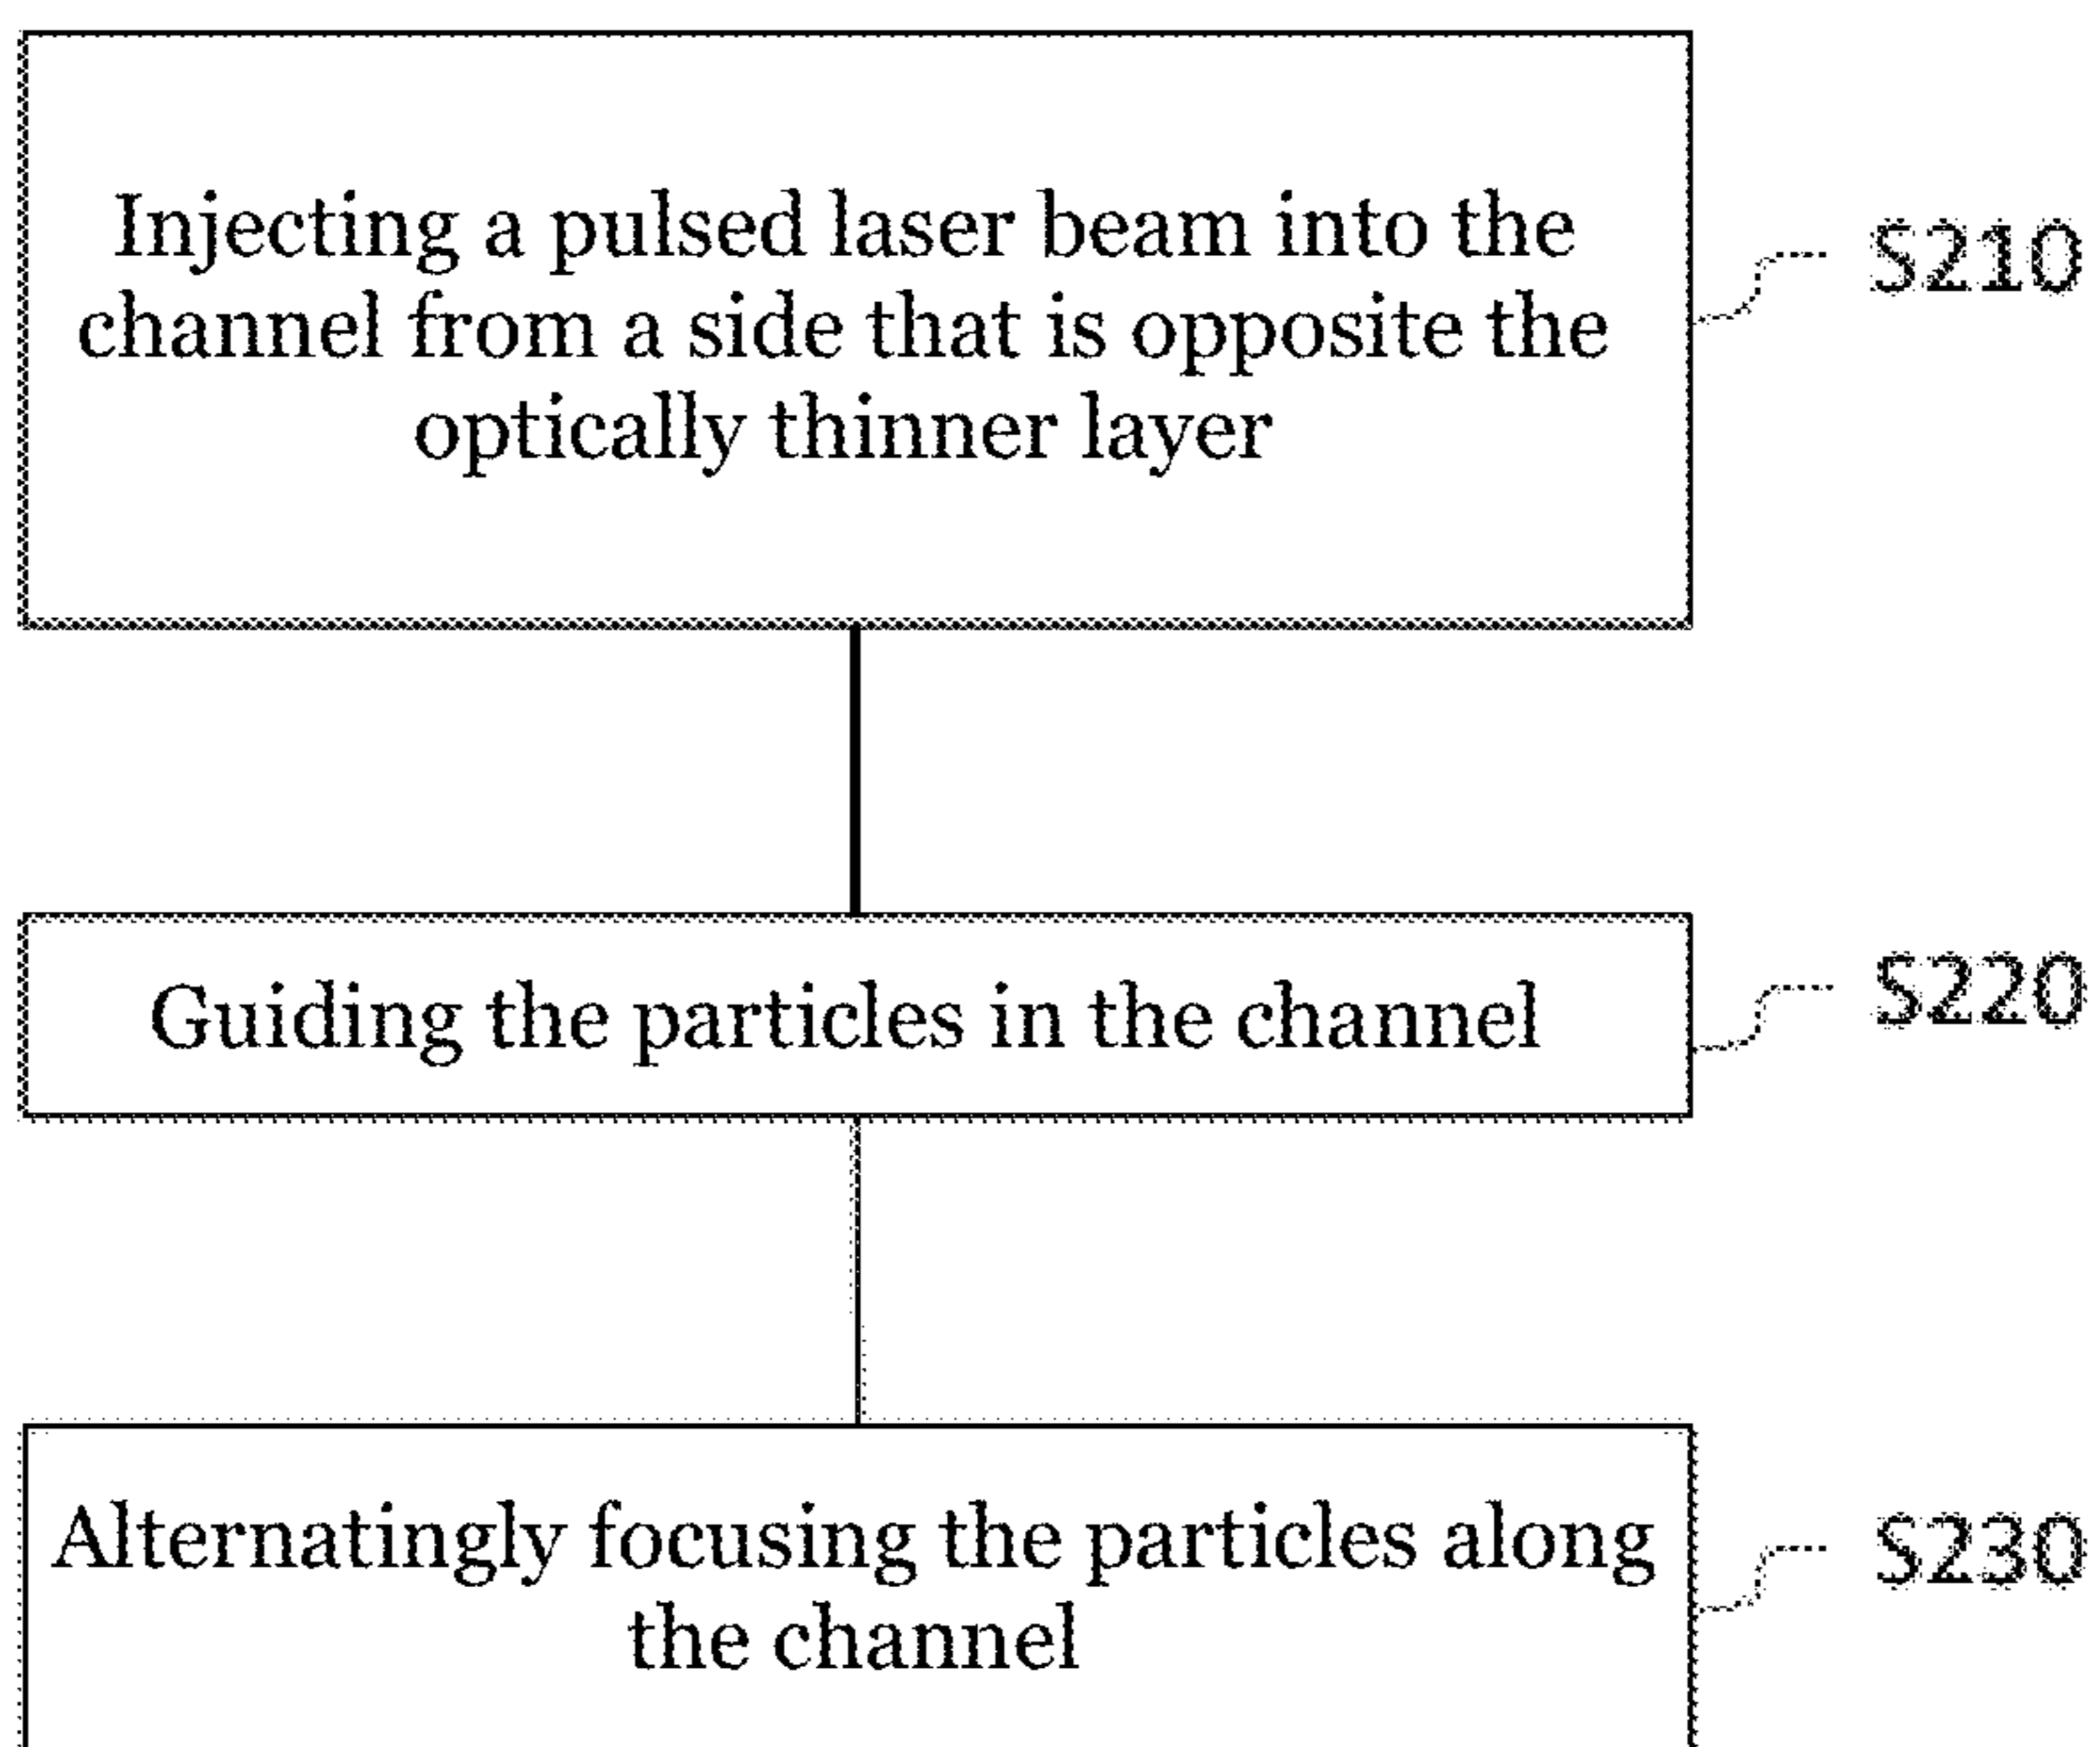 Injecting a pulsed laser beam into the
channel from a side that is opposite the
optically thinner layer
S210
Guiding the particles in the channel
S220
Alternatingly focusing the particles along
the channel
S230